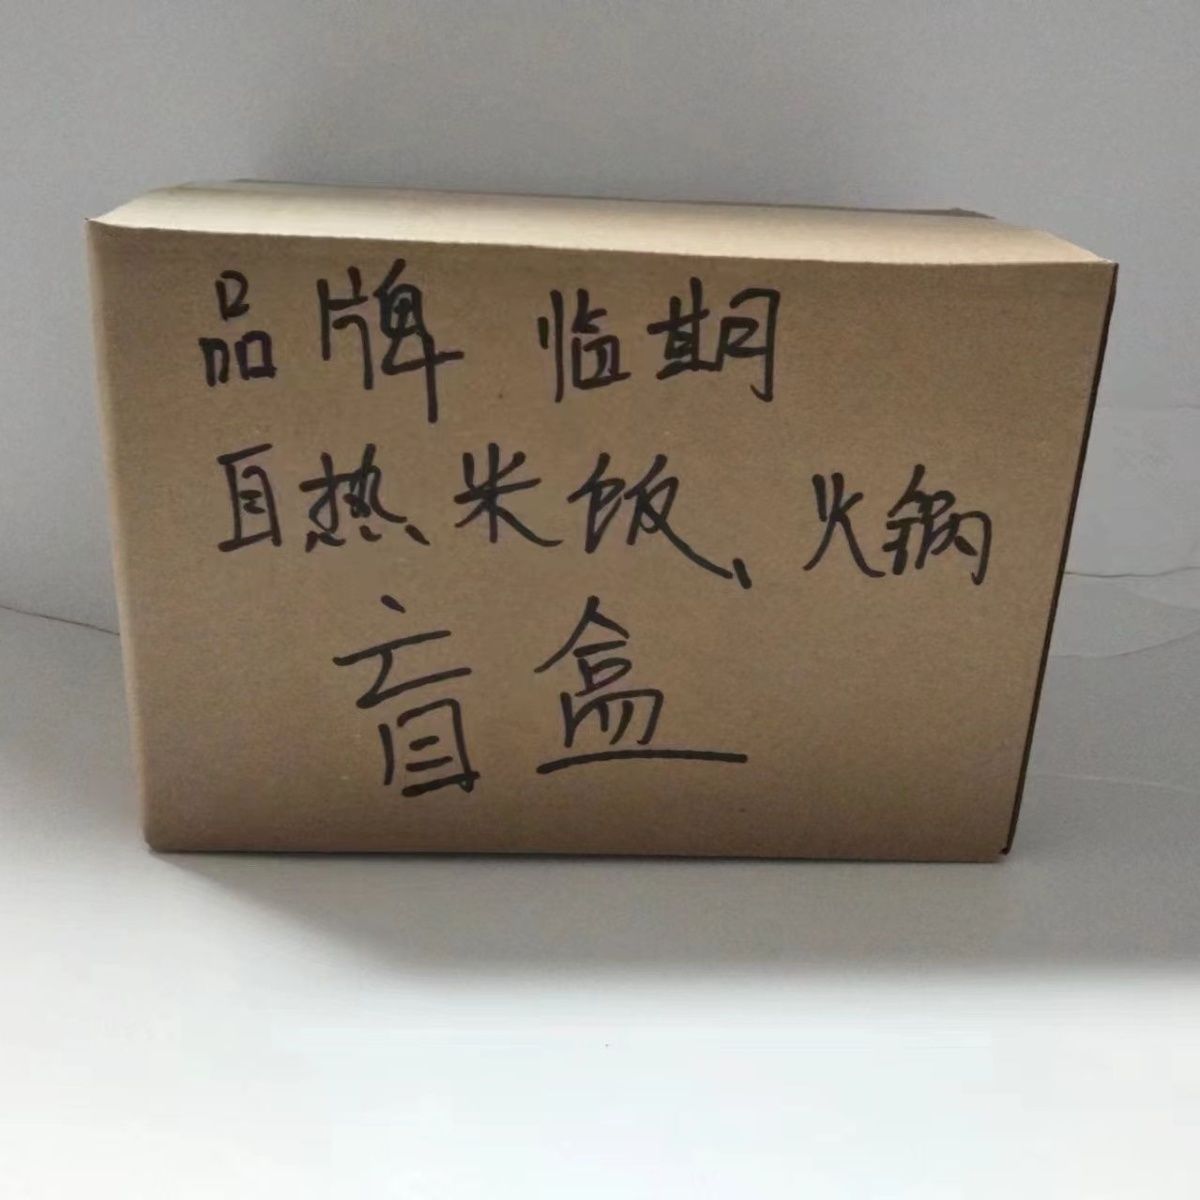 品牌 临期
自热米饭、火锅
盲盒